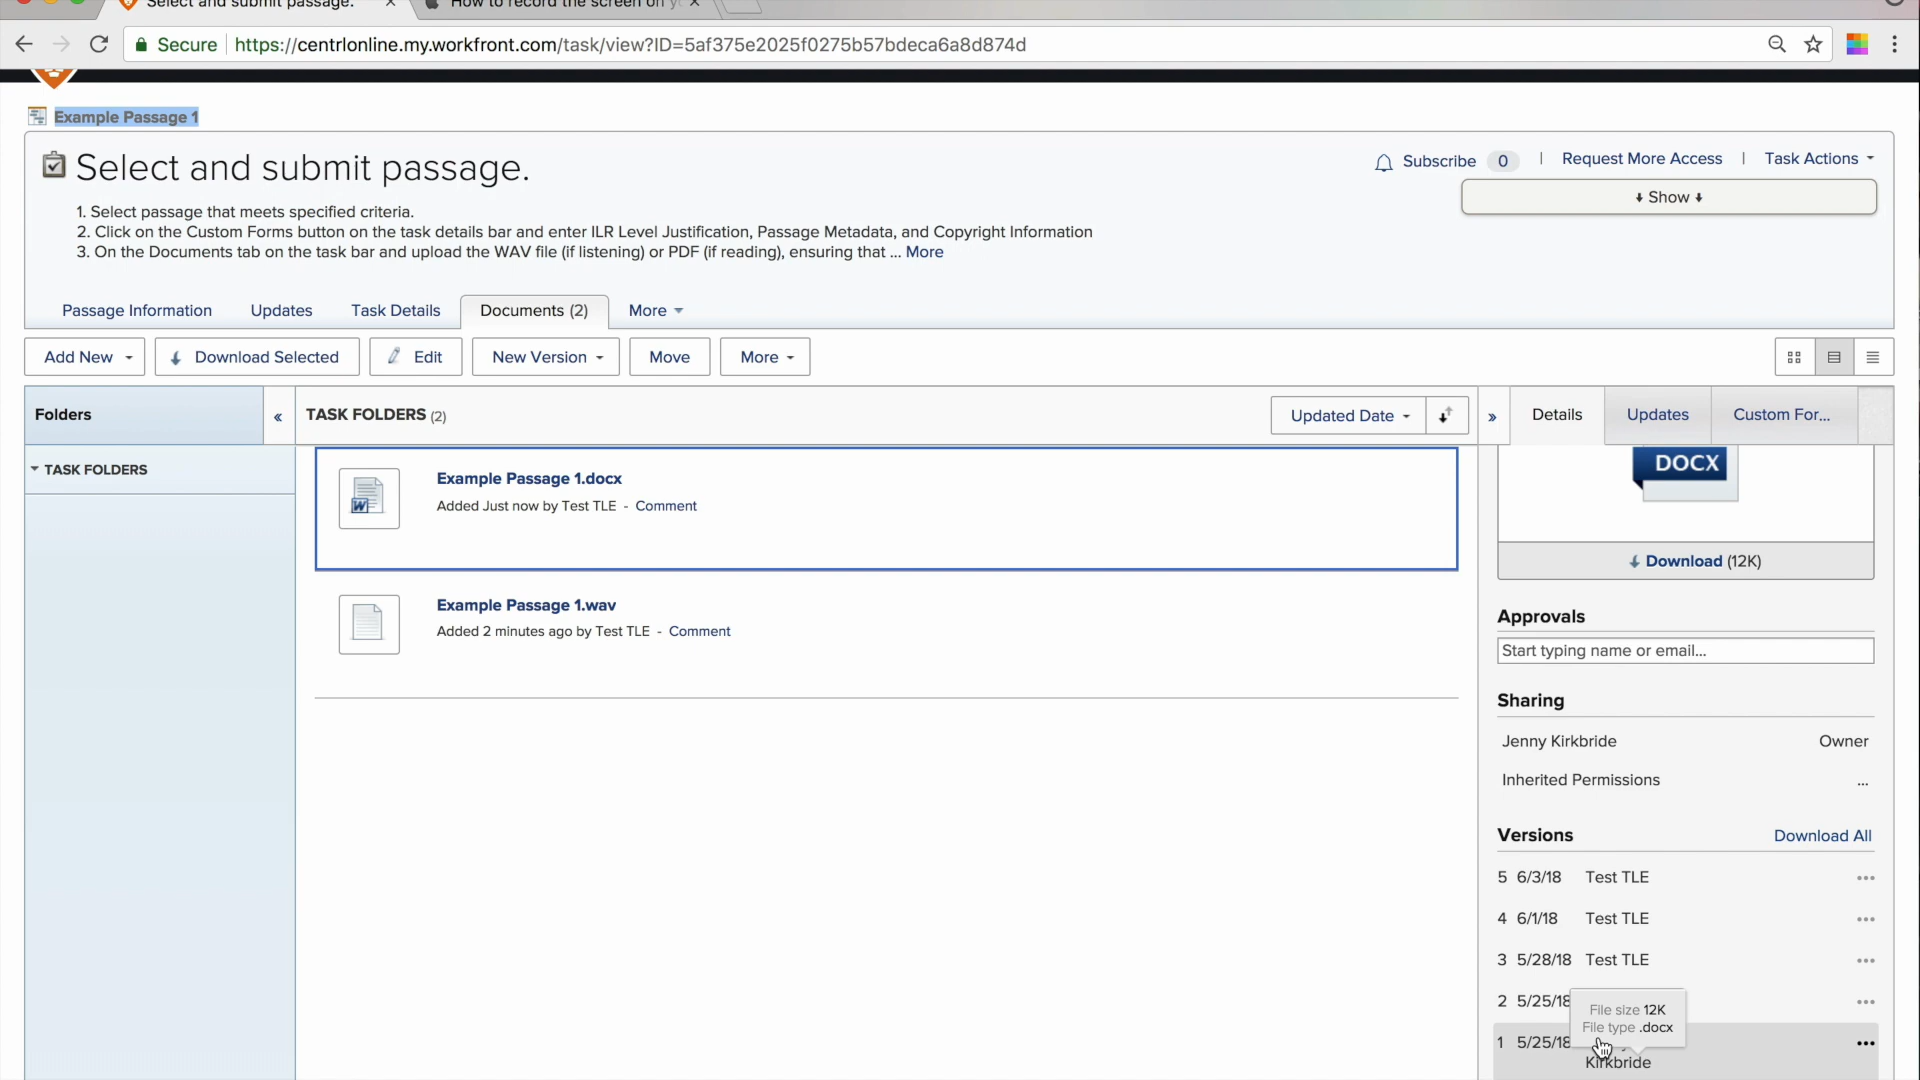 Select and submit passage.
How to record the screen on
Secure
https://centrlonline.my.workfront.com/task/view?ID=5af375e2025f0275b57bdeca6a8d874d
Example Passage 1
Select and submit passage.
Subscribe 0 | Request More Access | Task Actions
Show
1. Select passage that meets specified criteria.
2. Click on the Custom Forms button on the task details bar and enter ILR Level Justification, Passage Metadata, and Copyright Information
3. On the Documents tab on the task bar and upload the WAV file (if listening) or PDF (if reading), ensuring that ... More
Passage Information Updates Task Details Documents (2) More
Add New Download Selected Edit New Version Move More
Folders « TASK FOLDERS (2) Updated Date » Details Updates Custom For...
TASK FOLDERS
Example Passage 1.docx
Added Just now by Test TLE - Comment
Example Passage 1.wav
Added 2 minutes ago by Test TLE - Comment
DOCX
Download (12K)
Approvals
Start typing name or email...
Sharing
Jenny Kirkbride Owner
Inherited Permissions ...
Versions Download All
5 6/3/18 Test TLE
4 6/1/18 Test TLE
3 5/28/18 Test TLE
2 5/25/18
File size 12K
File type .docx
1 5/25/18
Kirkbride